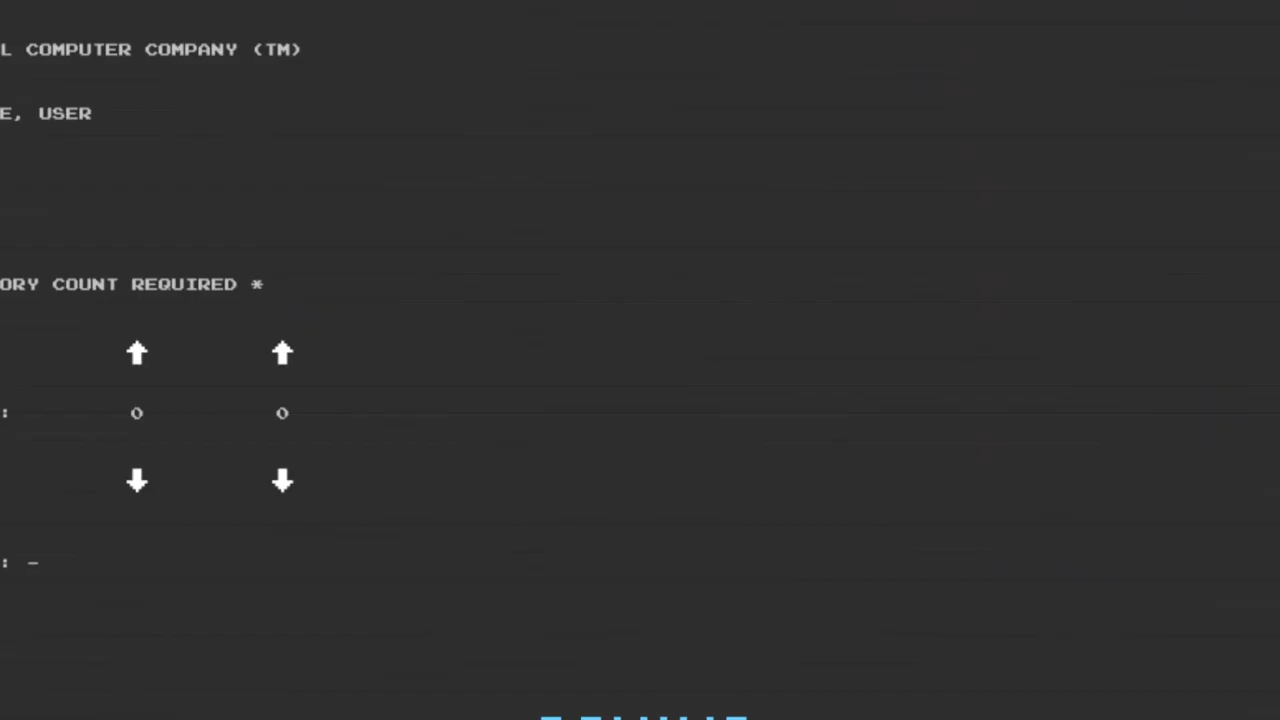 L COMPUTER COMPANY (TM)
E, USER
ORY COUNT REQUIRED *
: 0 0
: -